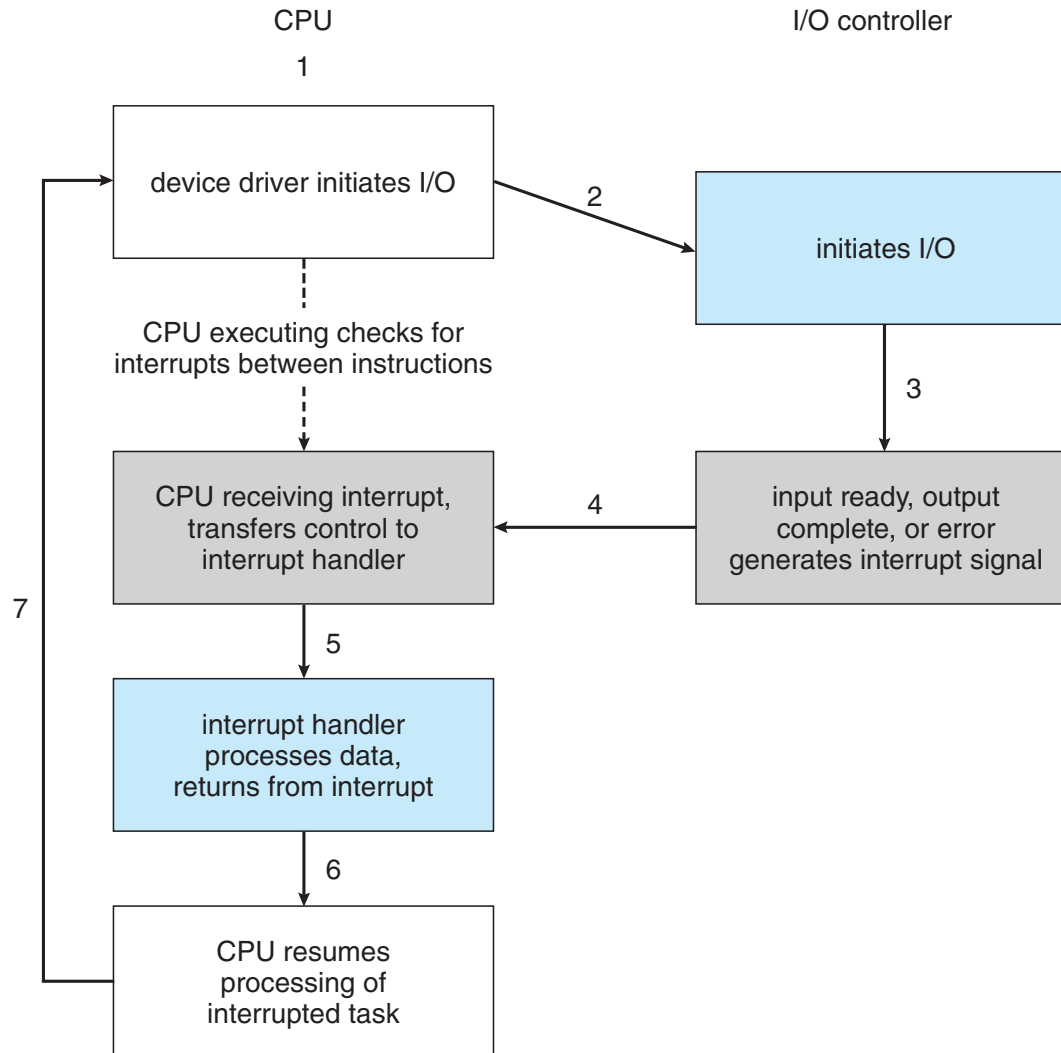 CPU
I/O controller
1
device driver initiates I/O
2
initiates I/O
CPU executing checks for
interrupts between instructions
3
CPU receiving interrupt,
transfers control to
interrupt handler
4
input ready, output
complete, or error
generates interrupt signal
7
5
interrupt handler
processes data,
returns from interrupt
6
CPU resumes
processing of
interrupted task